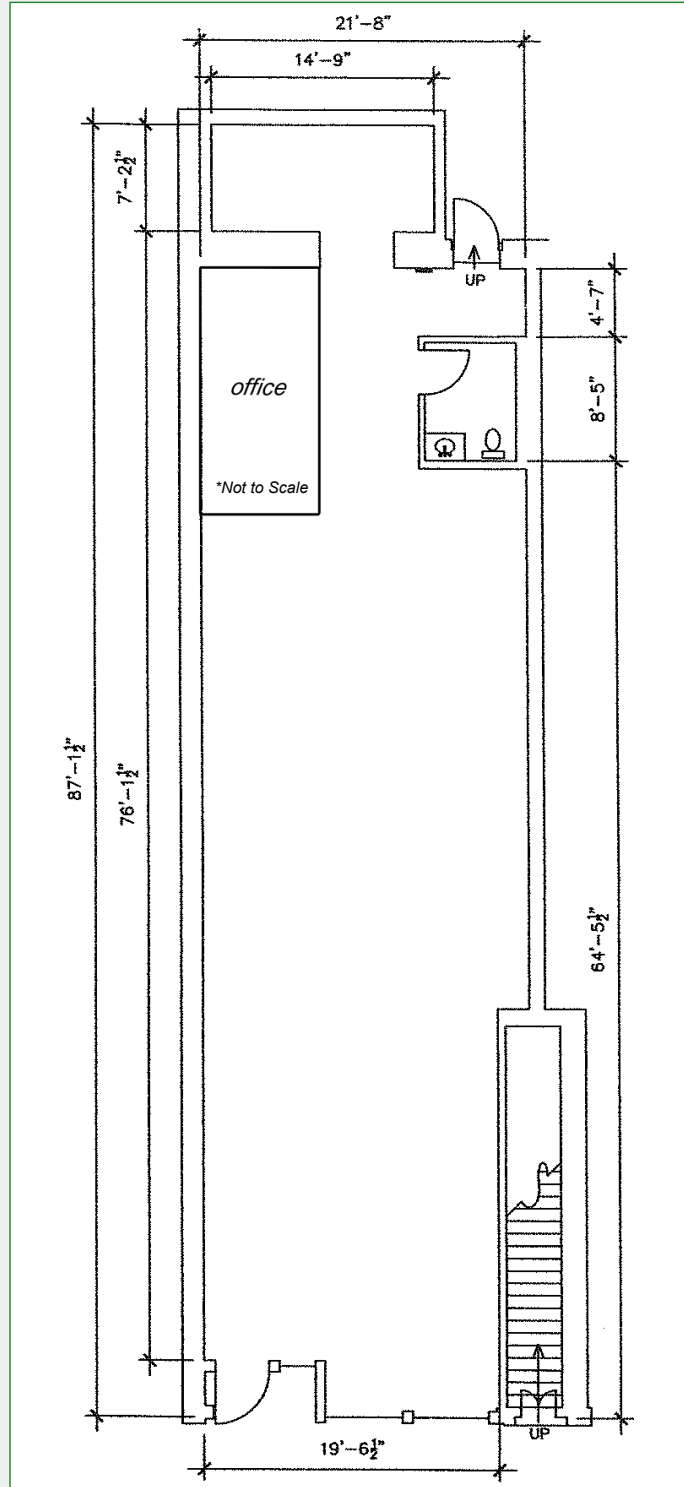 21'-8"
14'-9"
7'-2½"
UP
4'-7"
office
8'-5"
*Not to Scale
87'-1½"
76'-1½"
64'-5½"
UP
19'-6½"